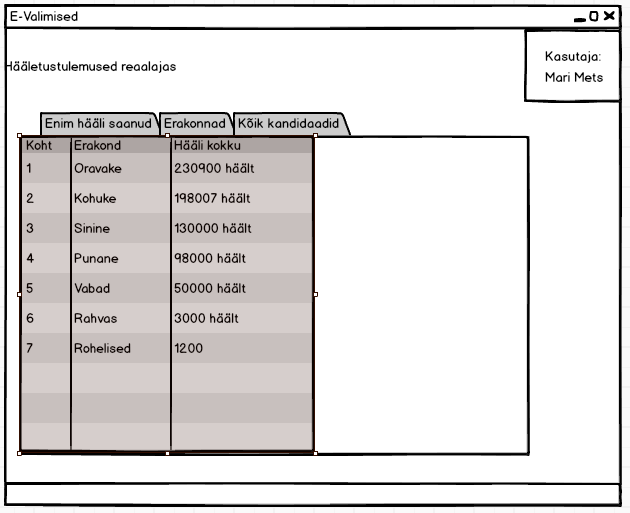 E-Valimised
Kasutaja:
Mari Mets
Hääletustulemused reaalajas
Enim hääli saanud Erakonnad Kõik kandidaadid
Koht Erakond Hääli kokku
1 Oravake 230900 häält
2 Kohuke 198007 häält
3 Sinine 130000 häält
4 Punane 98000 häält
5 Vabad 50000 häält
6 Rahvas 3000 häält
7 Rohelised 1200